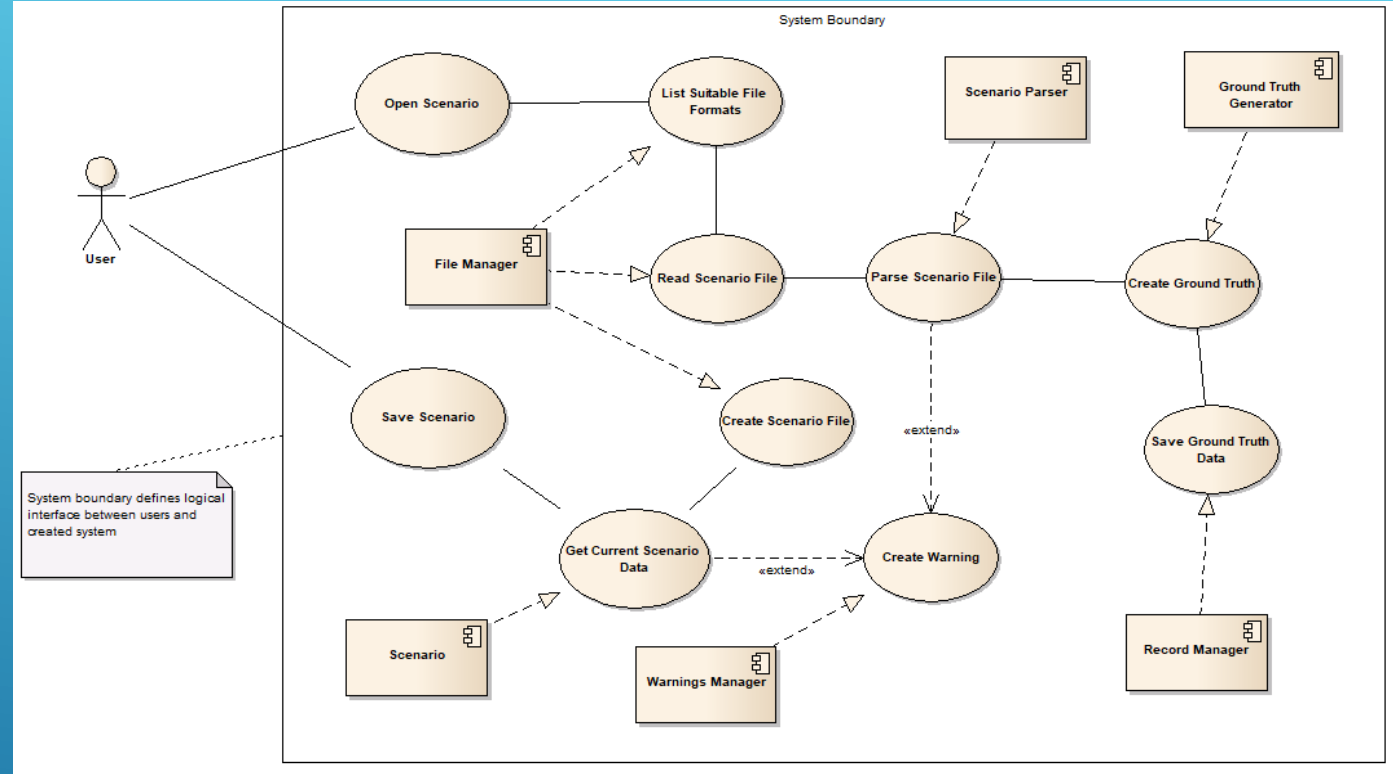 System Boundary
Open Scenario
List Suitable File
Formats
Scenario Parser
Ground Truth
Generator
User
File Manager
Read Scenario File
Parse Scenario File
Create Ground Truth
Save Scenario
Create Scenario File
«extend»
Save Ground Truth
Data
System boundary defines logical
interface between users and
created system
Get Current Scenario
Data
«extend»
Create Warning
Scenario
Warnings Manager
Record Manager